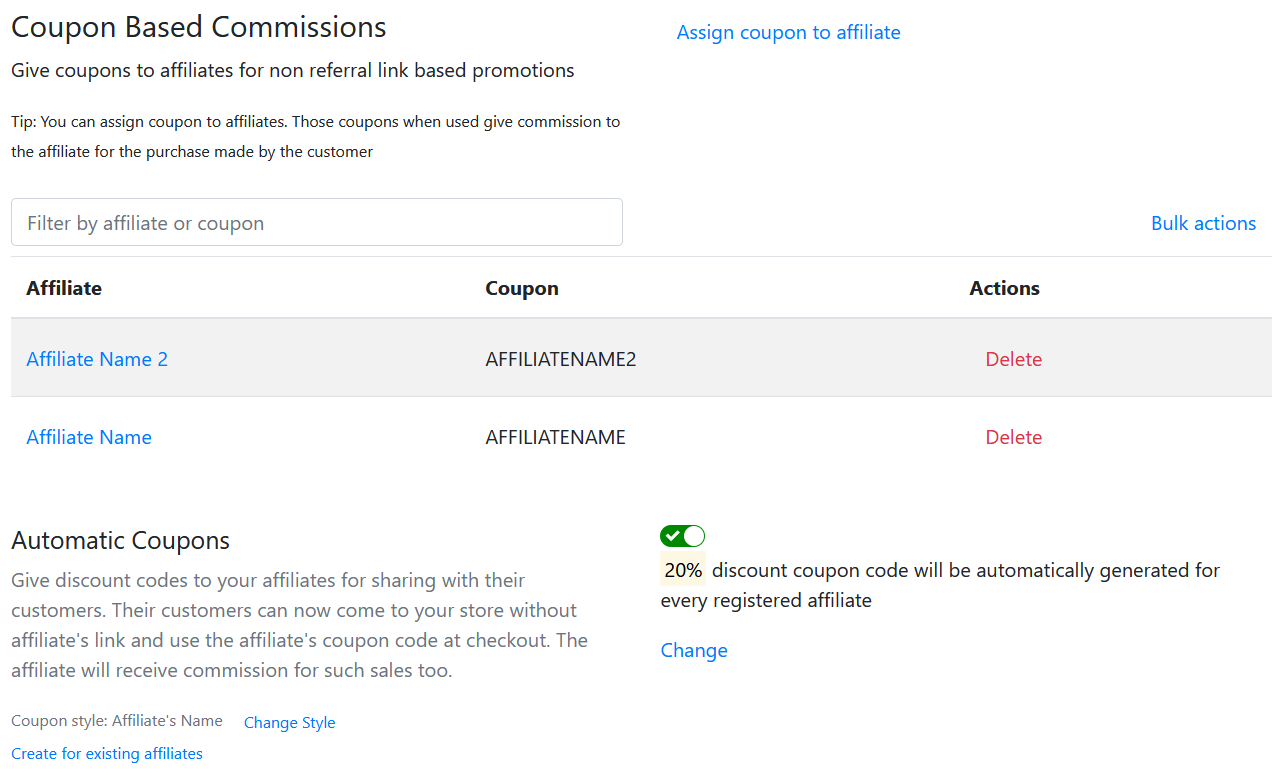 Coupon Based Commissions
Assign coupon to affiliate
Give coupons to affiliates for non referral link based promotions
Tip: You can assign coupon to affiliates. Those coupons when used give commission to
the affiliate for the purchase made by the customer
Filter by affiliate or coupon
Bulk actions
Affiliate Coupon Actions
Affiliate Name 2 AFFILIATENAME2 Delete
Affiliate Name AFFILIATENAME Delete
Automatic Coupons
Give discount codes to your affiliates for sharing with their
customers. Their customers can now come to your store without
affiliate's link and use the affiliate's coupon code at checkout. The
affiliate will receive commission for such sales too.
Coupon style: Affiliate's Name Change Style
Create for existing affiliates
20% discount coupon code will be automatically generated for
every registered affiliate
Change